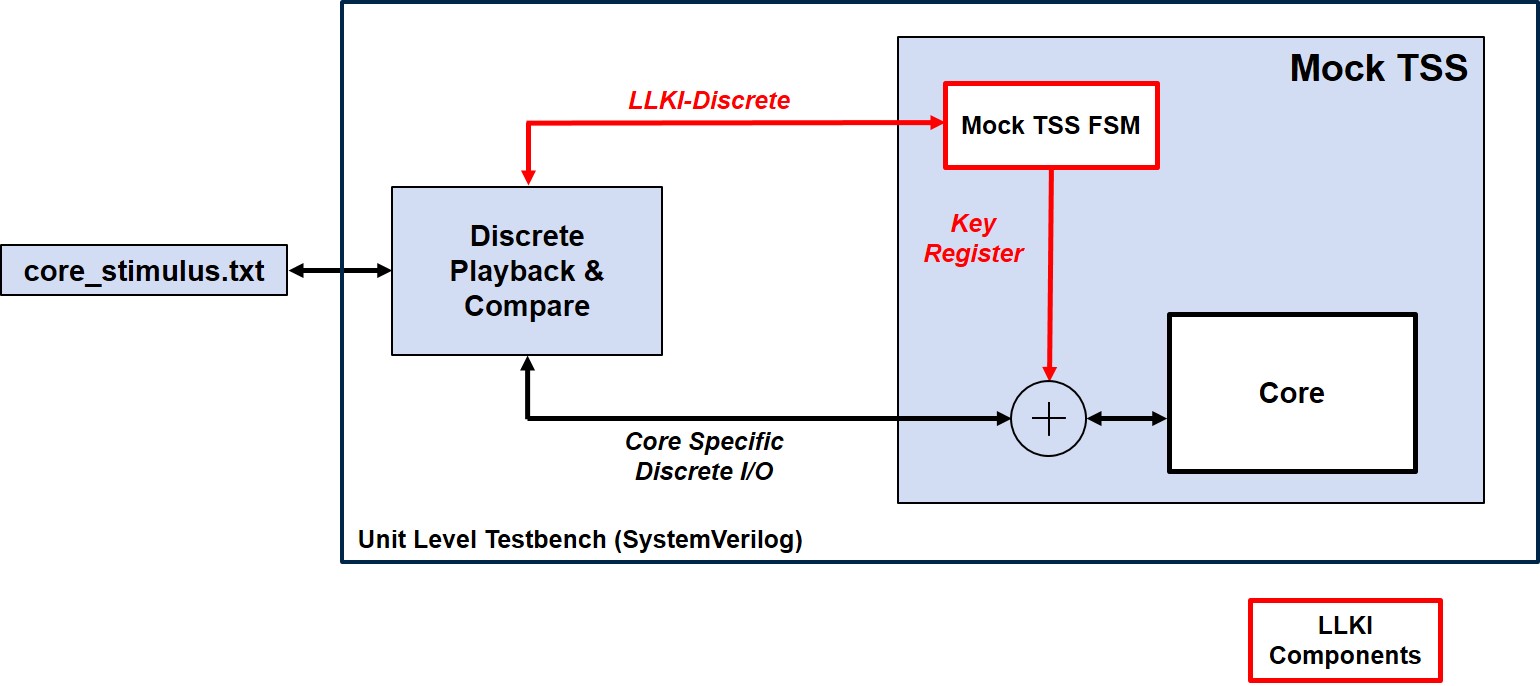 Mock TSS
LLKI-Discrete
Mock TSS FSM
Key
Register
Discrete
Playback &
Compare
core_stimulus.txt
Core
Core Specific
Discrete I/O
Unit Level Testbench (SystemVerilog)
LLKI
Components